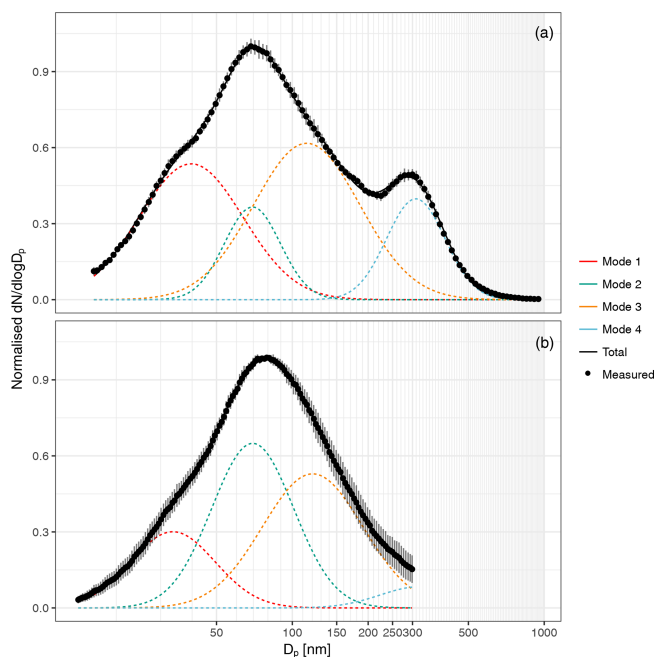 (a)
0.9
0.6
0.3
0.0
(b)
0.9
0.6
0.3
0.0
Normalised dN/dlogDp
50 100 150 200 250 300 500 1000
Dp [nm]
Mode 1
Mode 2
Mode 3
Mode 4
Total
Measured